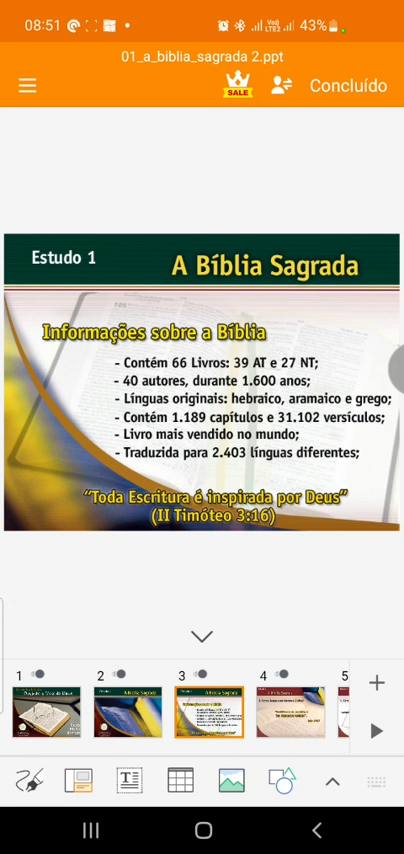 08:51
Vo))
LTE2
43%
01_a_biblia_sagrada 2.ppt
SALE
Concluído
Estudo 1
A Bíblia Sagrada
Informações sobre a Bíblia
- Contém 66 Livros: 39 AT e 27 NT;
- 40 autores, durante 1.600 anos;
- Línguas originais: hebraico, aramaico e grego;
- Contém 1.189 capítulos e 31.102 versículos;
- Livro mais vendido no mundo;
- Traduzida para 2.403 línguas diferentes;
“Toda Escritura é inspirada por Deus”
(II Timóteo 3:16)
1 2 3 4 5
A Bíblia Sagrada
T